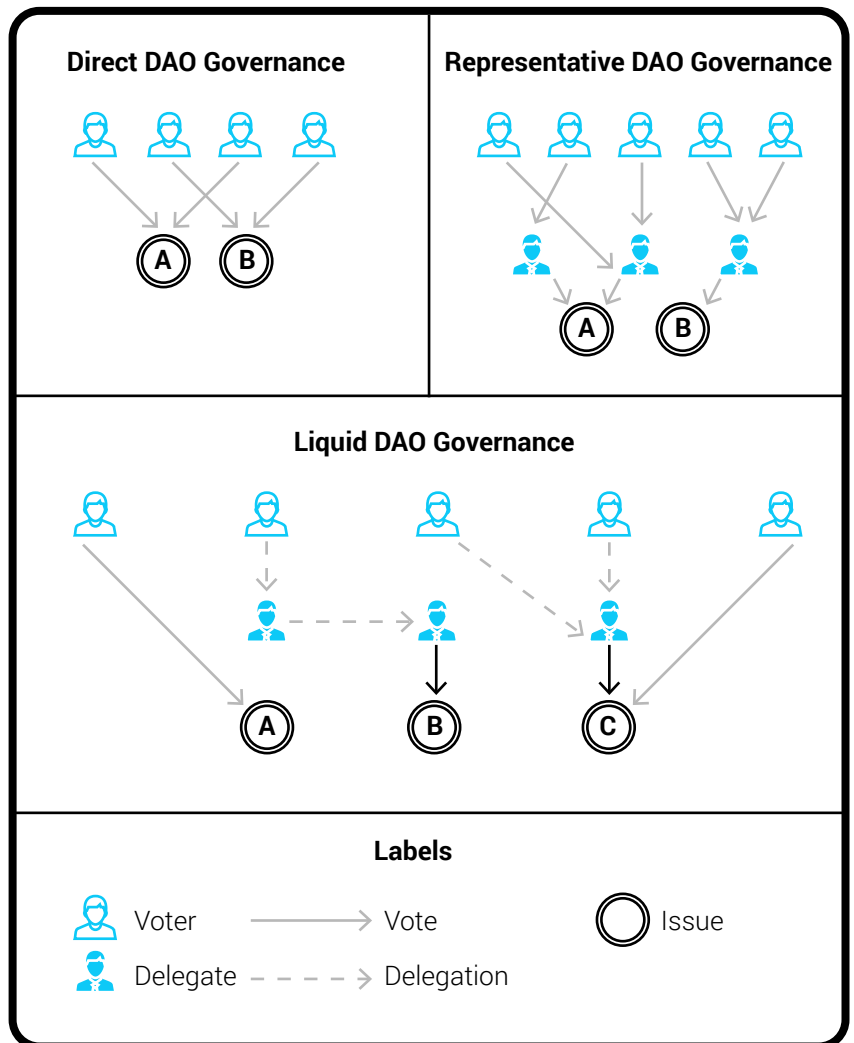 Direct DAO Governance
A
B
Representative DAO Governance
A
B
Liquid DAO Governance
A
B
C
Labels
Voter
Vote
Issue
Delegate
Delegation